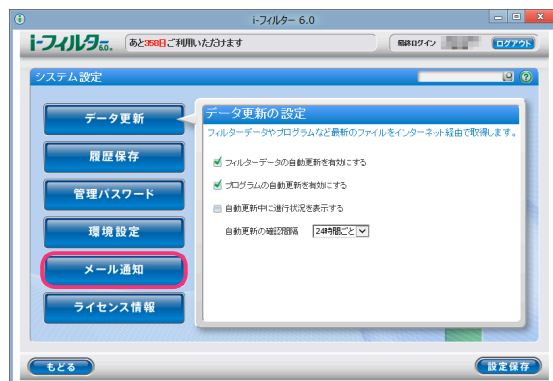 i-フィルター 6.0
i-フィルター6.0.
あと358日ご利用いただけます
最終ログイン
ログアウト
システム設定
データ更新
履歴保存
管理パスワード
環境設定
メール通知
ライセンス情報
データ更新の設定
フィルターデータやプログラムなど最新のファイルをインターネット経由で取得します。
フィルターデータの自動更新を有効にする
プログラムの自動更新を有効にする
自動更新中に進行状況を表示する
自動更新の確認間隔 24時間ごと
もどる
設定保存